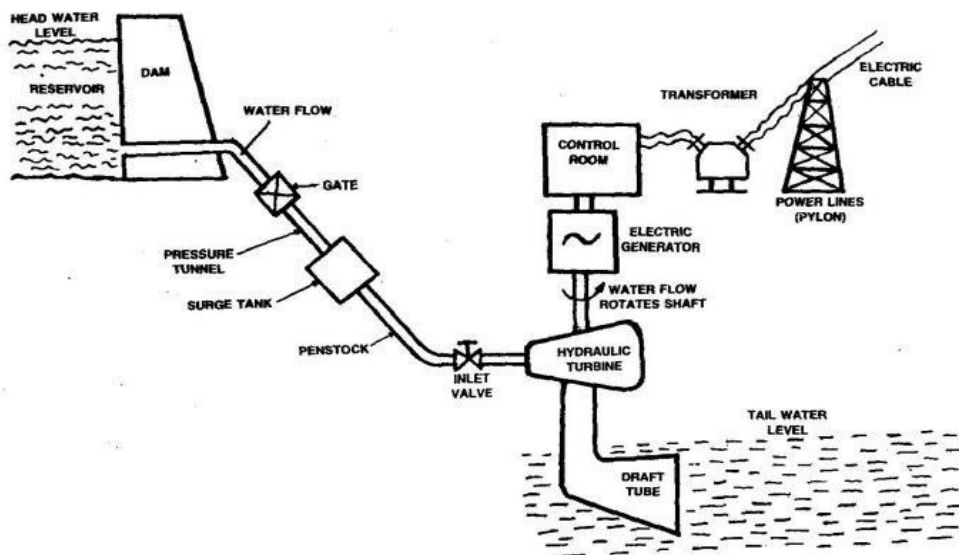 HEAD WATER
LEVEL
DAM
RESERVOIR
WATER FLOW
GATE
PRESSURE
TUNNEL
SURGE TANK
PENSTOCK
INLET
VALVE
HYDRAULIC
TURBINE
WATER FLOW
ROTATES SHAFT
ELECTRIC
GENERATOR
CONTROL
ROOM
TRANSFORMER
ELECTRIC
CABLE
POWER LINES
(PYLON)
TAIL WATER
LEVEL
DRAFT
TUBE